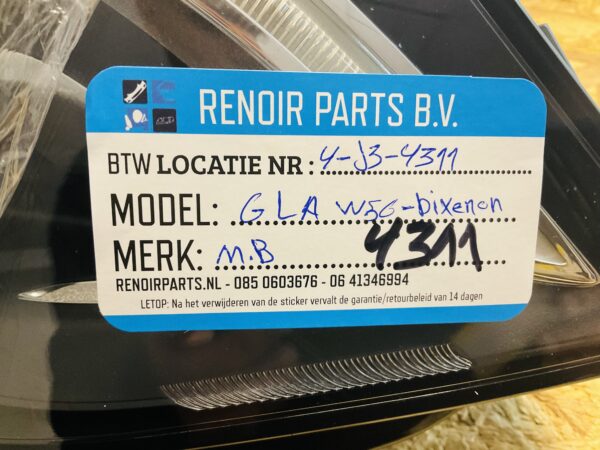 RENOIR PARTS B.V.
BTW LOCATIE NR : 4-J3-4311
MODEL: GLA W56-bixenon
MERK: M.B 4311
RENOIRPARTS.NL - 085 0603676 - 06 41346994
LETOP: Na het verwijderen van de sticker vervalt de garantie/retourbeleid van 14 dagen